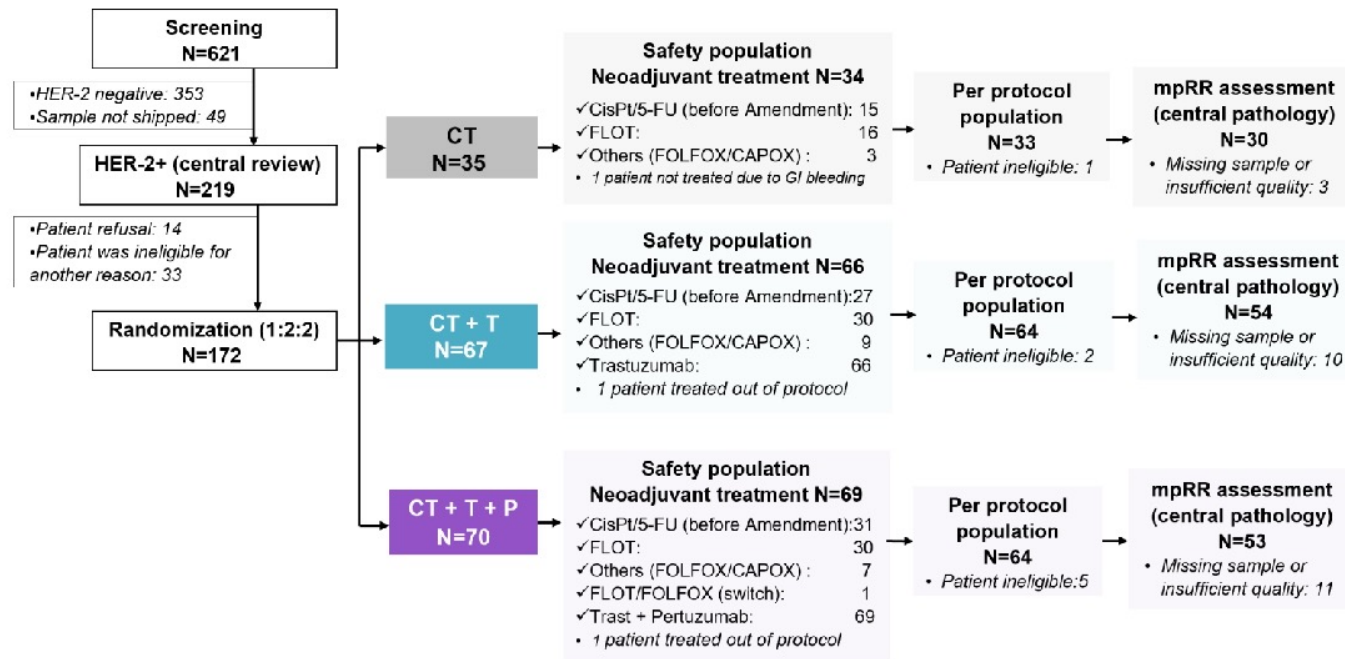 Screening
N=621
•HER-2 negative: 353
•Sample not shipped: 49
HER-2+ (central review)
N=219
•Patient refusal: 14
•Patient was ineligible for
another reason: 33
Randomization (1:2:2)
N=172
CT
N=35
Safety population
Neoadjuvant treatment N=34
✓CisPt/5-FU (before Amendment): 15
✓FLOT: 16
✓Others (FOLFOX/CAPOX) : 3
• 1 patient not treated due to GI bleeding
Per protocol
population
N=33
• Patient ineligible: 1
mpRR assessment
(central pathology)
N=30
• Missing sample or
insufficient quality: 3
CT + T
N=67
Safety population
Neoadjuvant treatment N=66
✓CisPt/5-FU (before Amendment):27
✓FLOT: 30
✓Others (FOLFOX/CAPOX) : 9
✓Trastuzumab: 66
• 1 patient treated out of protocol
Per protocol
population
N=64
• Patient ineligible: 2
mpRR assessment
(central pathology)
N=54
• Missing sample or
insufficient quality: 10
CT + T + P
N=70
Safety population
Neoadjuvant treatment N=69
✓CisPt/5-FU (before Amendment):31
✓FLOT: 30
✓Others (FOLFOX/CAPOX) : 7
✓FLOT/FOLFOX (switch): 1
✓Trast + Pertuzumab: 69
• 1 patient treated out of protocol
Per protocol
population
N=64
• Patient ineligible:5
mpRR assessment
(central pathology)
N=53
• Missing sample or
insufficient quality: 11